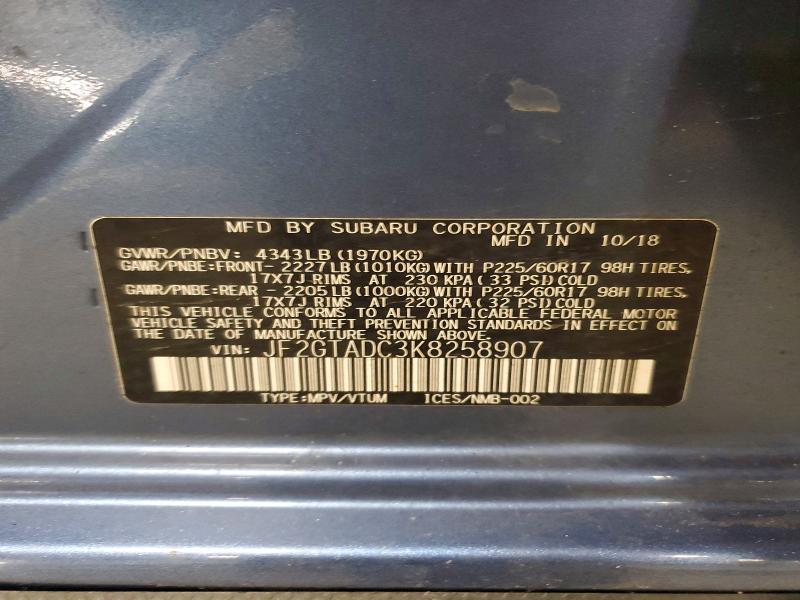 MFD BY SUBARU CORPORATION
MFD IN 10/18
GVWR/PNBV: 4343LB (1970KG)
GAWR/PNBE:FRONT- 2227LB (1010KG) WITH P225/60R17 98H TIRES,
17X7J RIMS AT 230 KPA (33 PSI) COLD
GAWR/PNBE:REAR - 2205LB (1000KG) WITH P225/60R17 98H TIRES,
17X7J RIMS AT 220 KPA (32 PSI) COLD
THIS VEHICLE CONFORMS TO ALL APPLICABLE FEDERAL MOTOR
VEHICLE SAFETY AND THEFT PREVENTION STANDARDS IN EFFECT ON
THE DATE OF MANUFACTURE SHOWN ABOVE.
VIN: JF2GTADC3K8258907
TYPE:MPV/VTUM ICES/NMB-002